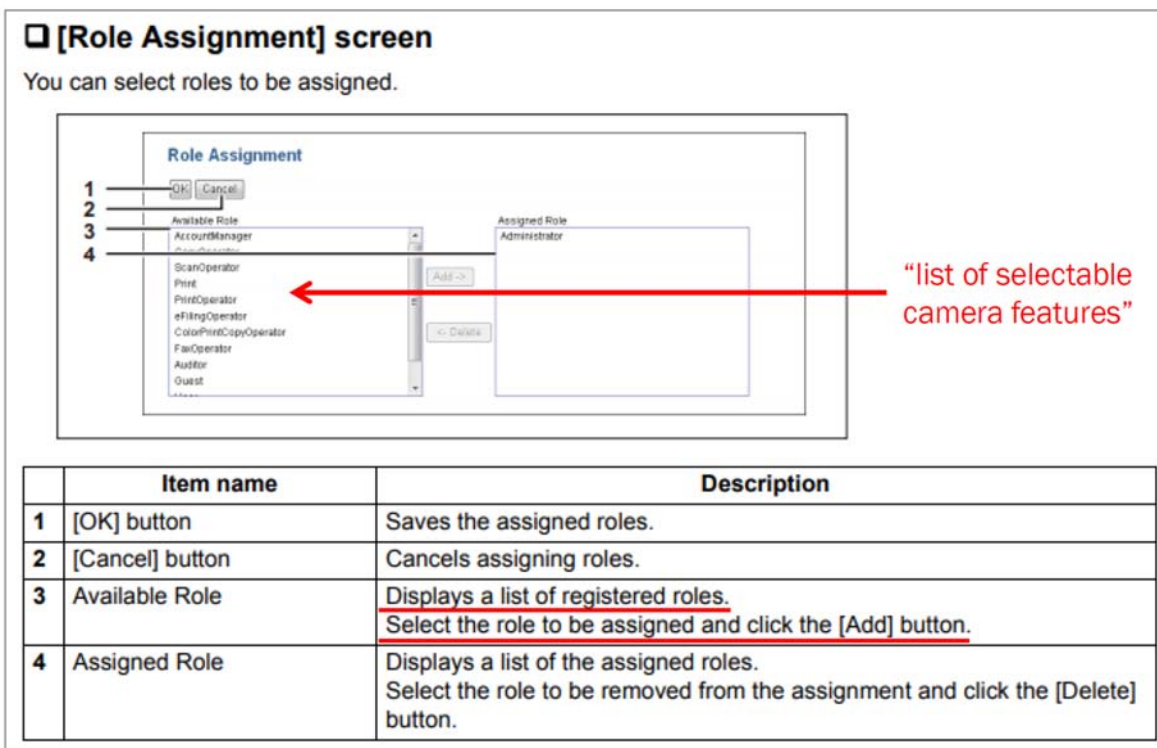 ❑ [Role Assignment] screen
You can select roles to be assigned.
Role Assignment
1
OK Cancel
2
Available Role Assigned Role
3
AccountManager Administrator
4
ScanOperator
Add ->
Print
PrintOperator
eFilingOperator
ColorPrintCopyOperator
<- Delete
FaxOperator
Auditor
Guest
“list of selectable
camera features”
Item name Description
1 [OK] button Saves the assigned roles.
2 [Cancel] button Cancels assigning roles.
3 Available Role Displays a list of registered roles.
Select the role to be assigned and click the [Add] button.
4 Assigned Role Displays a list of the assigned roles.
Select the role to be removed from the assignment and click the [Delete]
button.